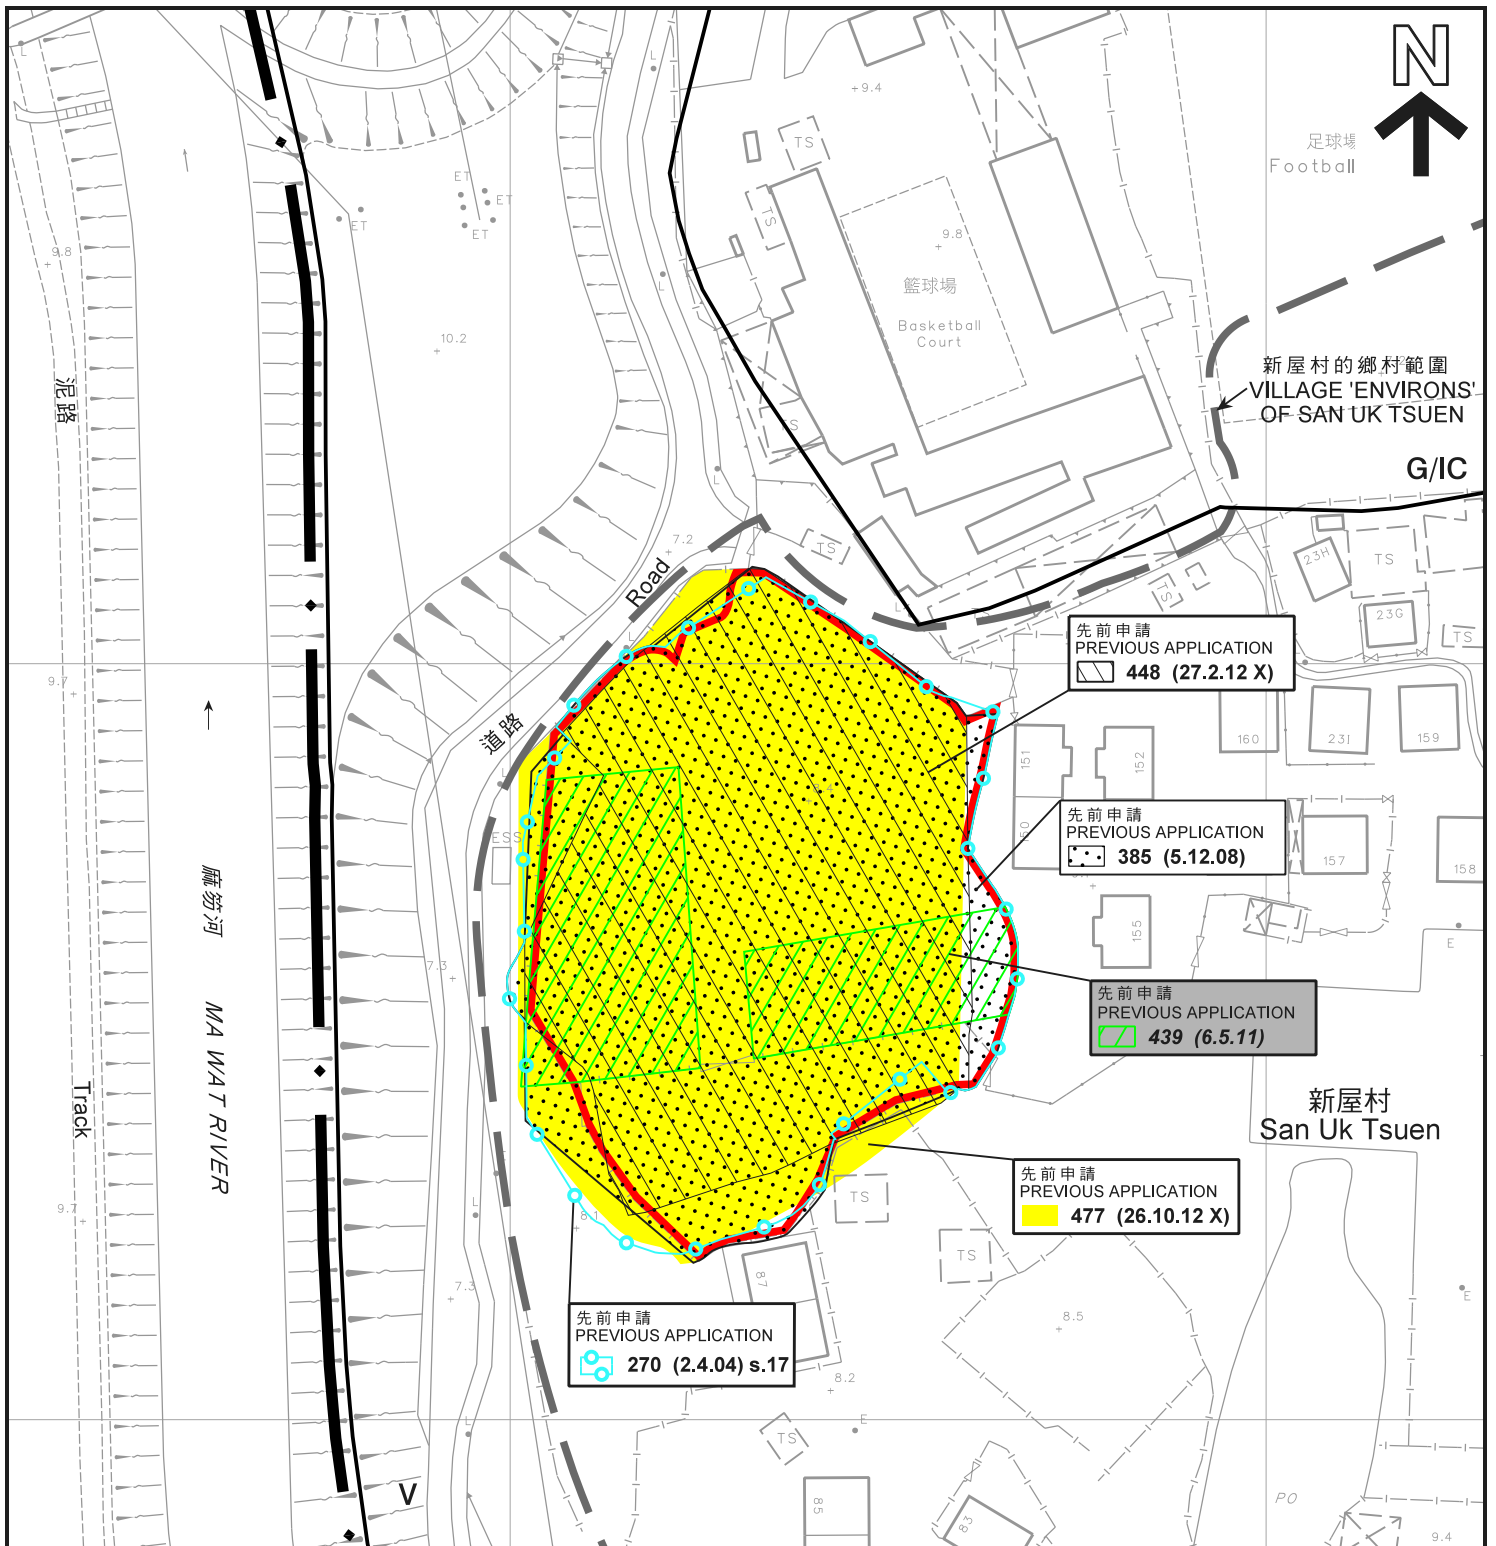 N
足球場
Football
L
L
9.4
TS
ET
ET
ET
ET
TS
9.8
9.8
L
籃球場
10.2
Basketball
Court
新屋村的鄉村範圍
VILLAGE 'ENVIRONS'
OF SAN UK TSUEN
泥路
TS
G/IC
L
7.2
TS
23H
TS
Road
TS
TS
23G
TS
L
先前申請
PREVIOUS APPLICATION
448 (27.2.12 X)
9.7
道路
160
231
159
151
152
L
先前申請
PREVIOUS APPLICATION
385 (5.12.08)
ESS
157
158
麻笏河
MA WAT RIVER
155
E
7.3
先前申請
PREVIOUS APPLICATION
439 (6.5.11)
Track
新屋村
San Uk Tsuen
先前申請
PREVIOUS APPLICATION
477 (26.10.12 X)
TS
9.7
L
8.1
TS
87
7.3
E
先前申請
PREVIOUS APPLICATION
270 (2.4.04) s.17
8.5
8.2
L
E
TS
V
85
83
PO
9.4